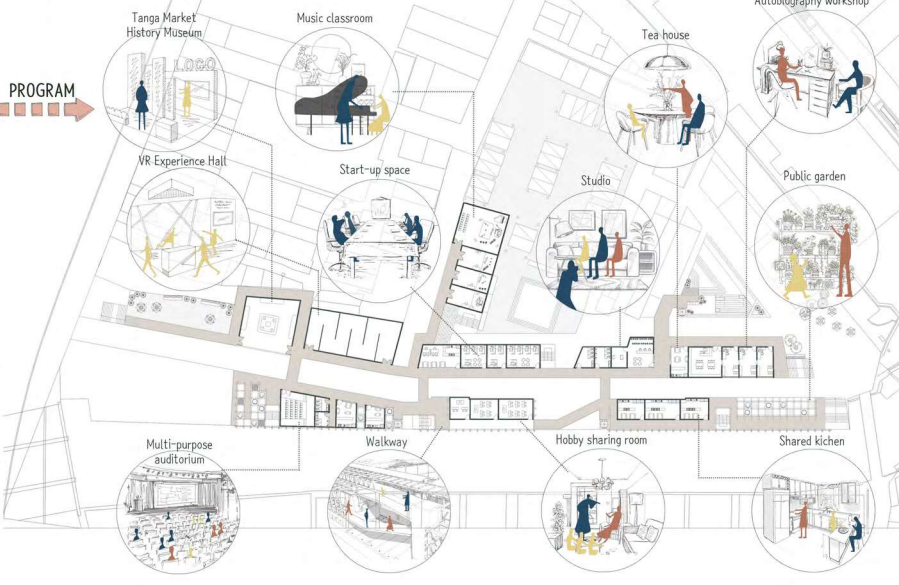 Autobiography workshop
Tanga Market
History Museum
Music classroom
Tea house
LOGO
PROGRAM
VR Experience Hall
Start-up space
Studio
Public garden
Multi-purpose
auditorium
Walkway
Hobby sharing room
Shared kichen